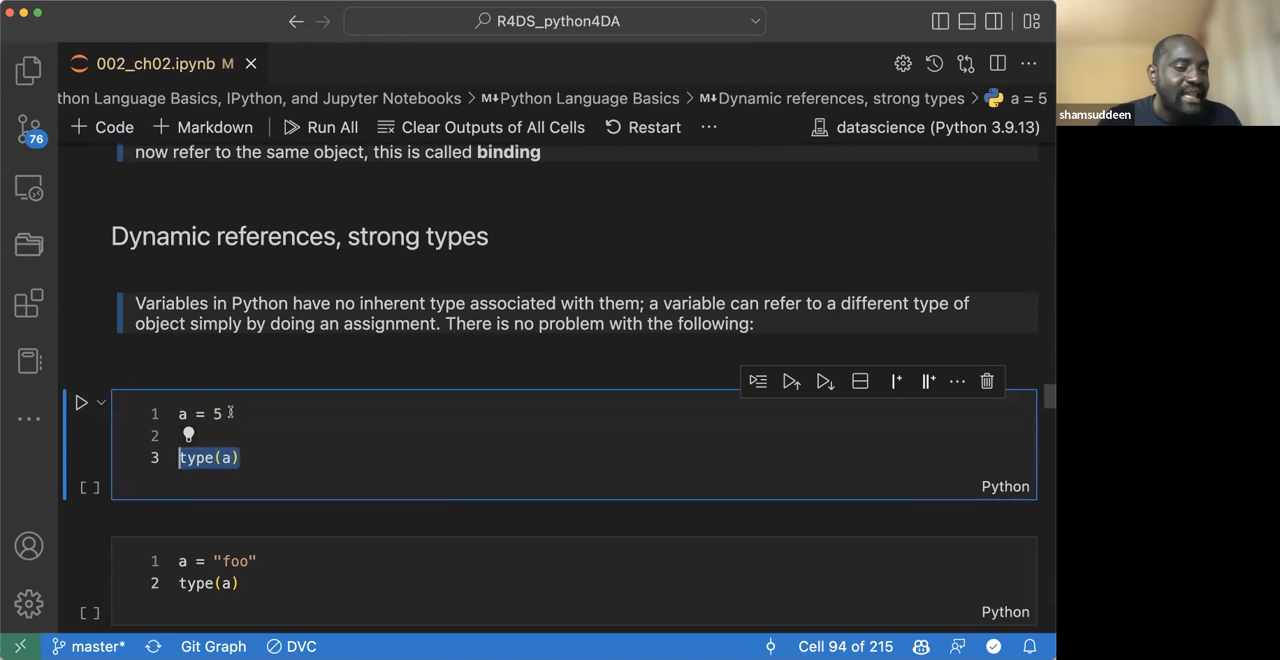 R4DS_python4DA
002_ch02.ipynb M
thon Language Basics, IPython, and Jupyter Notebooks > M↓Python Language Basics > M↓Dynamic references, strong types > a = 5
+ Code + Markdown Run All Clear Outputs of All Cells Restart ... datascience (Python 3.9.13)
76
now refer to the same object, this is called binding
Dynamic references, strong types
Variables in Python have no inherent type associated with them; a variable can refer to a different type of
object simply by doing an assignment. There is no problem with the following:
1 a = 5
2
3 type(a)
[ ] Python
1 a = "foo"
2 type(a)
[ ] Python
master* Git Graph DVC Cell 94 of 215
shamsuddeen